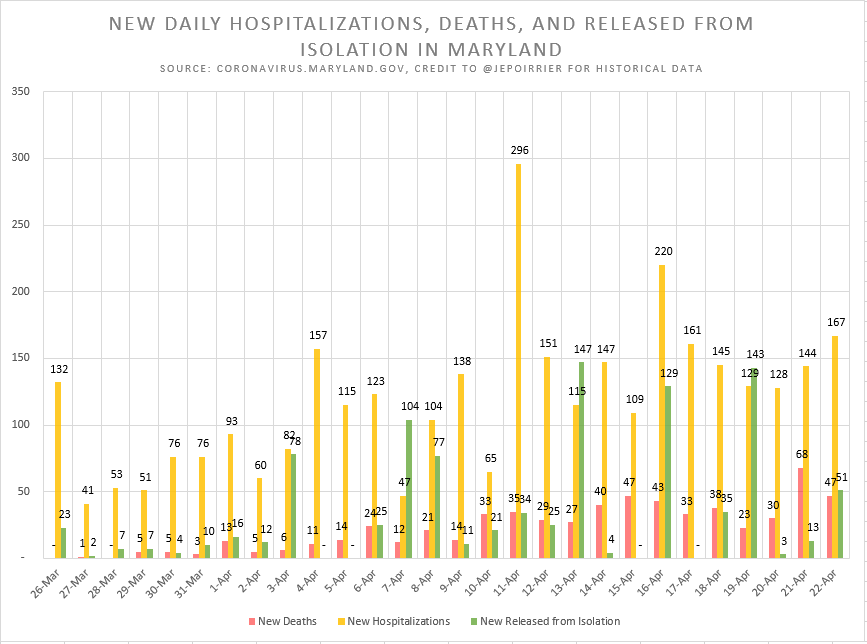 NEW DAILY HOSPITALIZATIONS, DEATHS, AND RELEASED FROM
ISOLATION IN MARYLAND
SOURCE: CORONAVIRUS.MARYLAND.GOV, CREDIT TO @JEPOIRRIER FOR HISTORICAL DATA
350
300
250
200
150
100
50
-
- 132 23
1 41 2
- 53 7
5 51 7
5 76 4
3 76 10
13 93 16
5 60 12
6 82 78
11 157 -
14 115 -
24 123 25
12 47 104
21 104 77
14 138 11
33 65 21
35 296 34
29 151 25
27 115 147
40 147 4
47 109 -
43 220 129
33 161 -
38 145 35
23 129 143
30 128 3
68 144 13
47 167 51
26-Mar 27-Mar 28-Mar 29-Mar 30-Mar 31-Mar 1-Apr 2-Apr 3-Apr 4-Apr 5-Apr 6-Apr 7-Apr 8-Apr 9-Apr 10-Apr 11-Apr 12-Apr 13-Apr 14-Apr 15-Apr 16-Apr 17-Apr 18-Apr 19-Apr 20-Apr 21-Apr 22-Apr
New Deaths New Hospitalizations New Released from Isolation